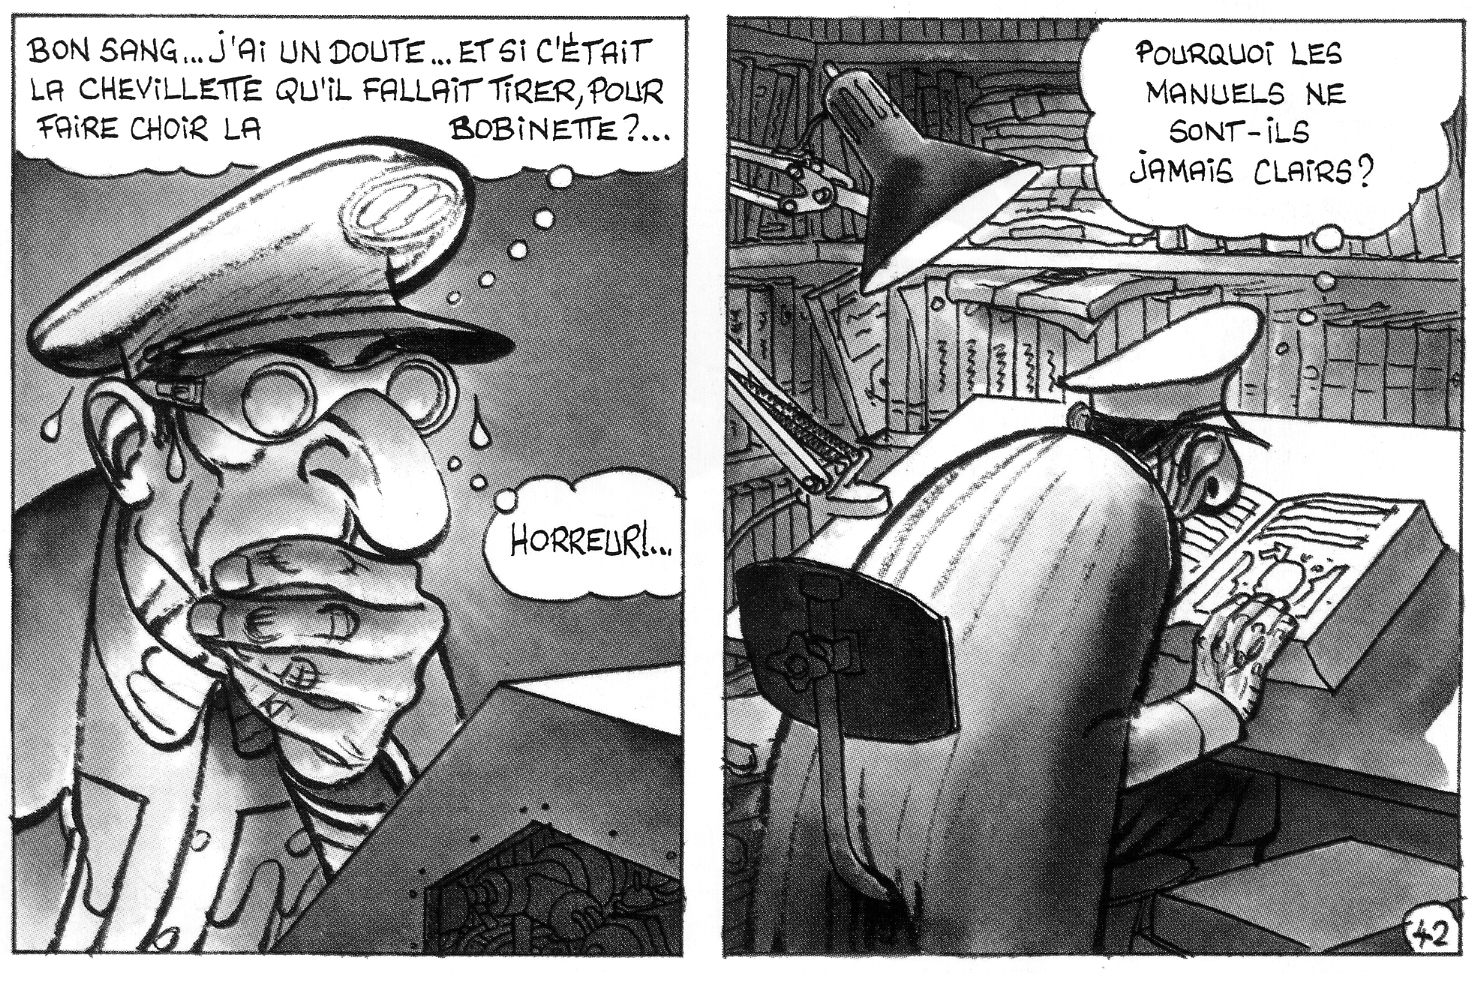 BON SANG...J'AI UN DOUTE...ET SI C'ÉTAIT
LA CHEVILLETTE QU'IL FALLAIT TIRER, POUR
FAIRE CHOIR LA BOBINETTE?...
HORREUR!...
POURQUOI LES
MANUELS NE
SONT-ILS
JAMAIS CLAIRS?
42